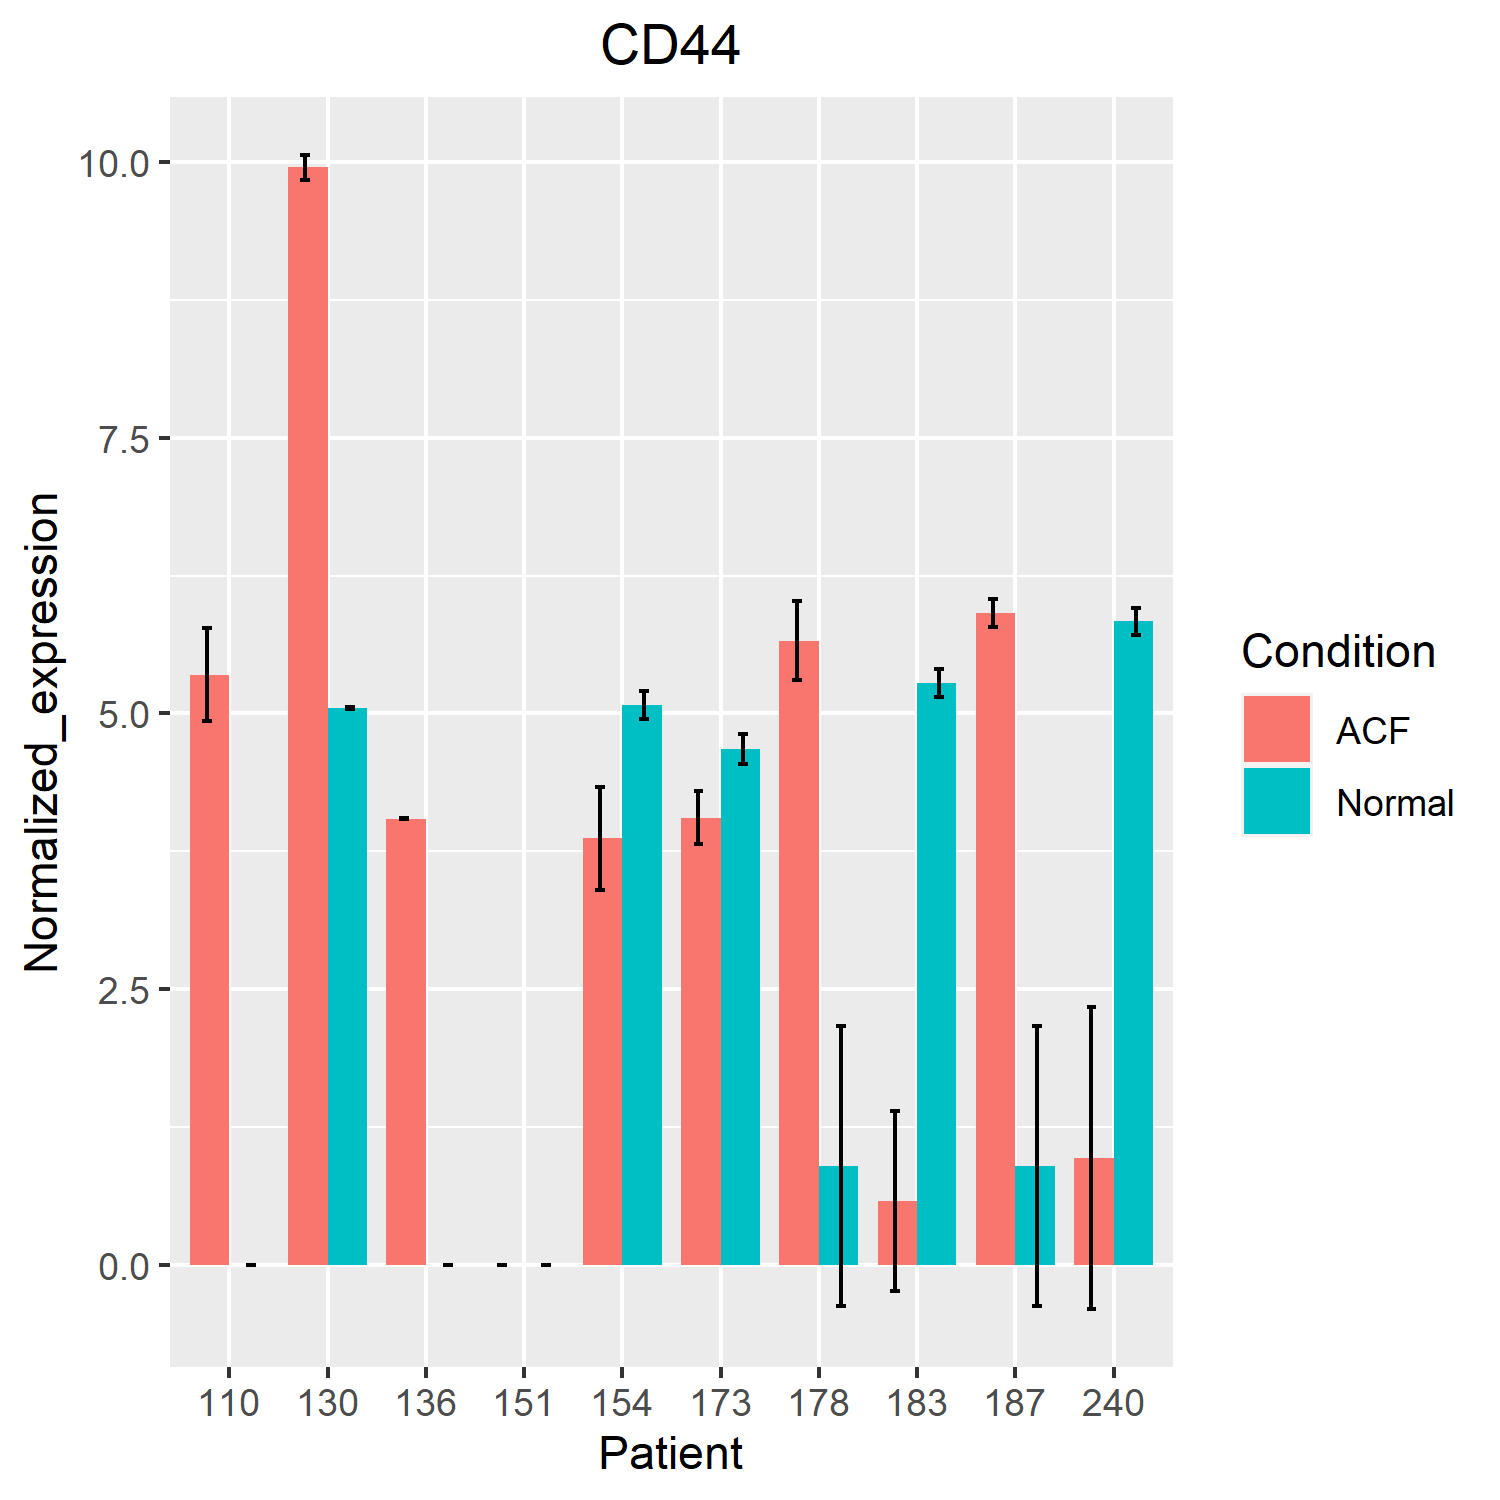 CD44
10.0
7.5
5.0
2.5
0.0
Normalized_expression
110 130 136 151 154 173 178 183 187 240
Patient
Condition
ACF
Normal